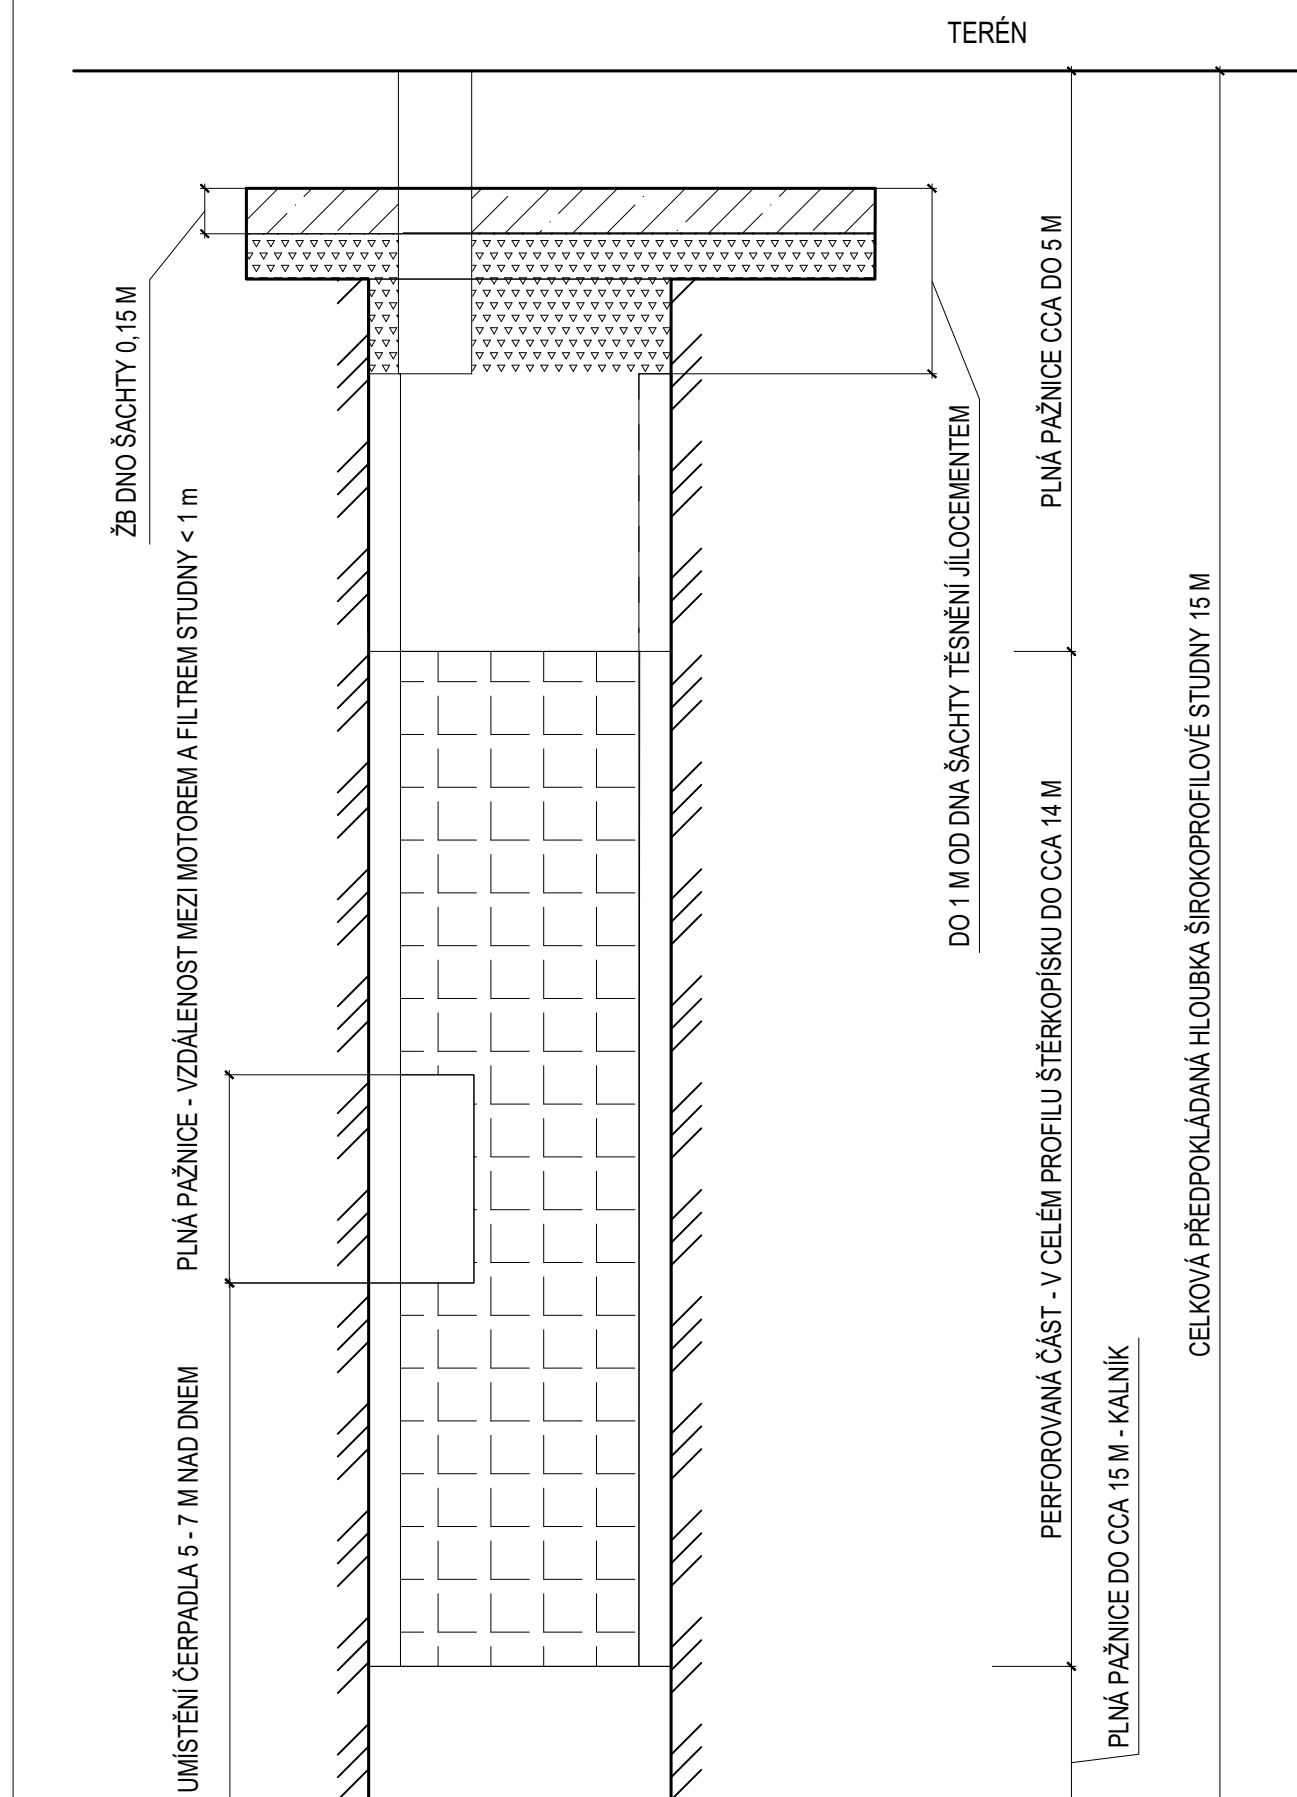 TERÉN
ŽB DNO ŠACHTY 0,15 M
PLNÁ PAŽNICE - VZDÁLENOST MEZI MOTOREM A FILTREM STUDNY < 1 m
UMÍSTĚNÍ ČERPADLA 5 - 7 M NAD DNEM
DO 1 M OD DNA ŠACHTY TĚSNĚNÍ JÍLOCEMENTEM
PLNÁ PAŽNICE CCA DO 5 M
PERFOROVANÁ ČÁST - V CELÉM PROFILU ŠTĚRKOPÍSKU DO CCA 14 M
PLNÁ PAŽNICE DO CCA 15 M - KALNÍK
CELKOVÁ PŘEDPOKLÁDANÁ HLOUBKA ŠIROKOPROFILOVÉ STUDNY 15 M